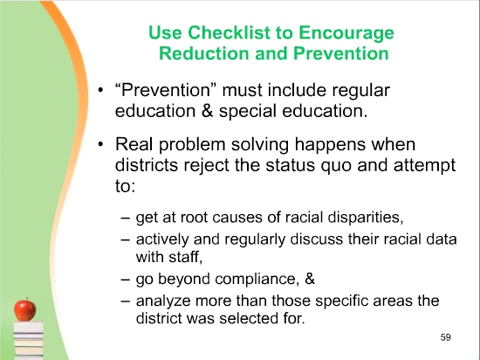 Use Checklist to Encourage
Reduction and Prevention
• “Prevention” must include regular
education & special education.
• Real problem solving happens when
districts reject the status quo and attempt
to:
– get at root causes of racial disparities,
– actively and regularly discuss their racial data
with staff,
– go beyond compliance, &
– analyze more than those specific areas the
district was selected for.
59